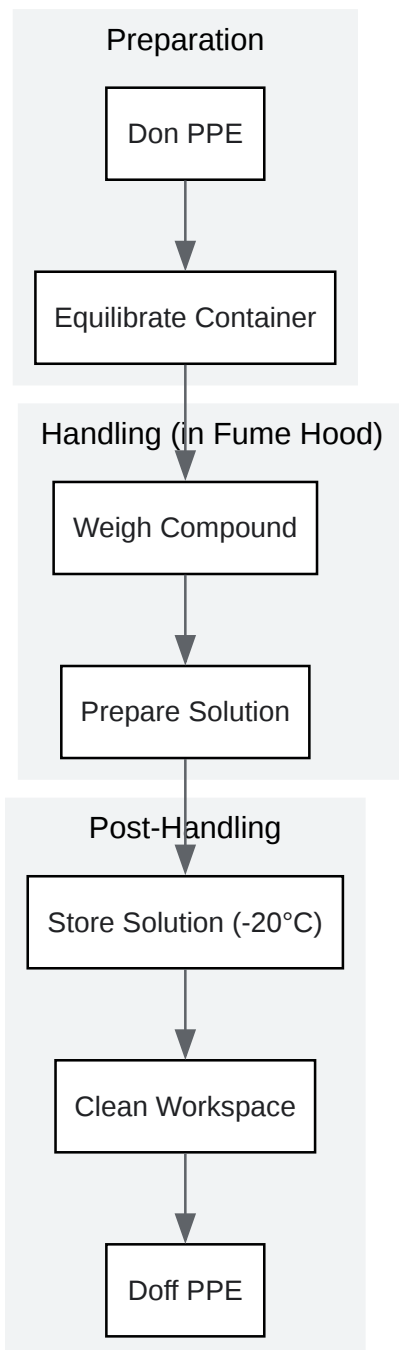 Preparation
Don PPE
Equilibrate Container
Handling (in Fume Hood)
Weigh Compound
Prepare Solution
Post-Handling
Store Solution (-20°C)
Clean Workspace
Doff PPE